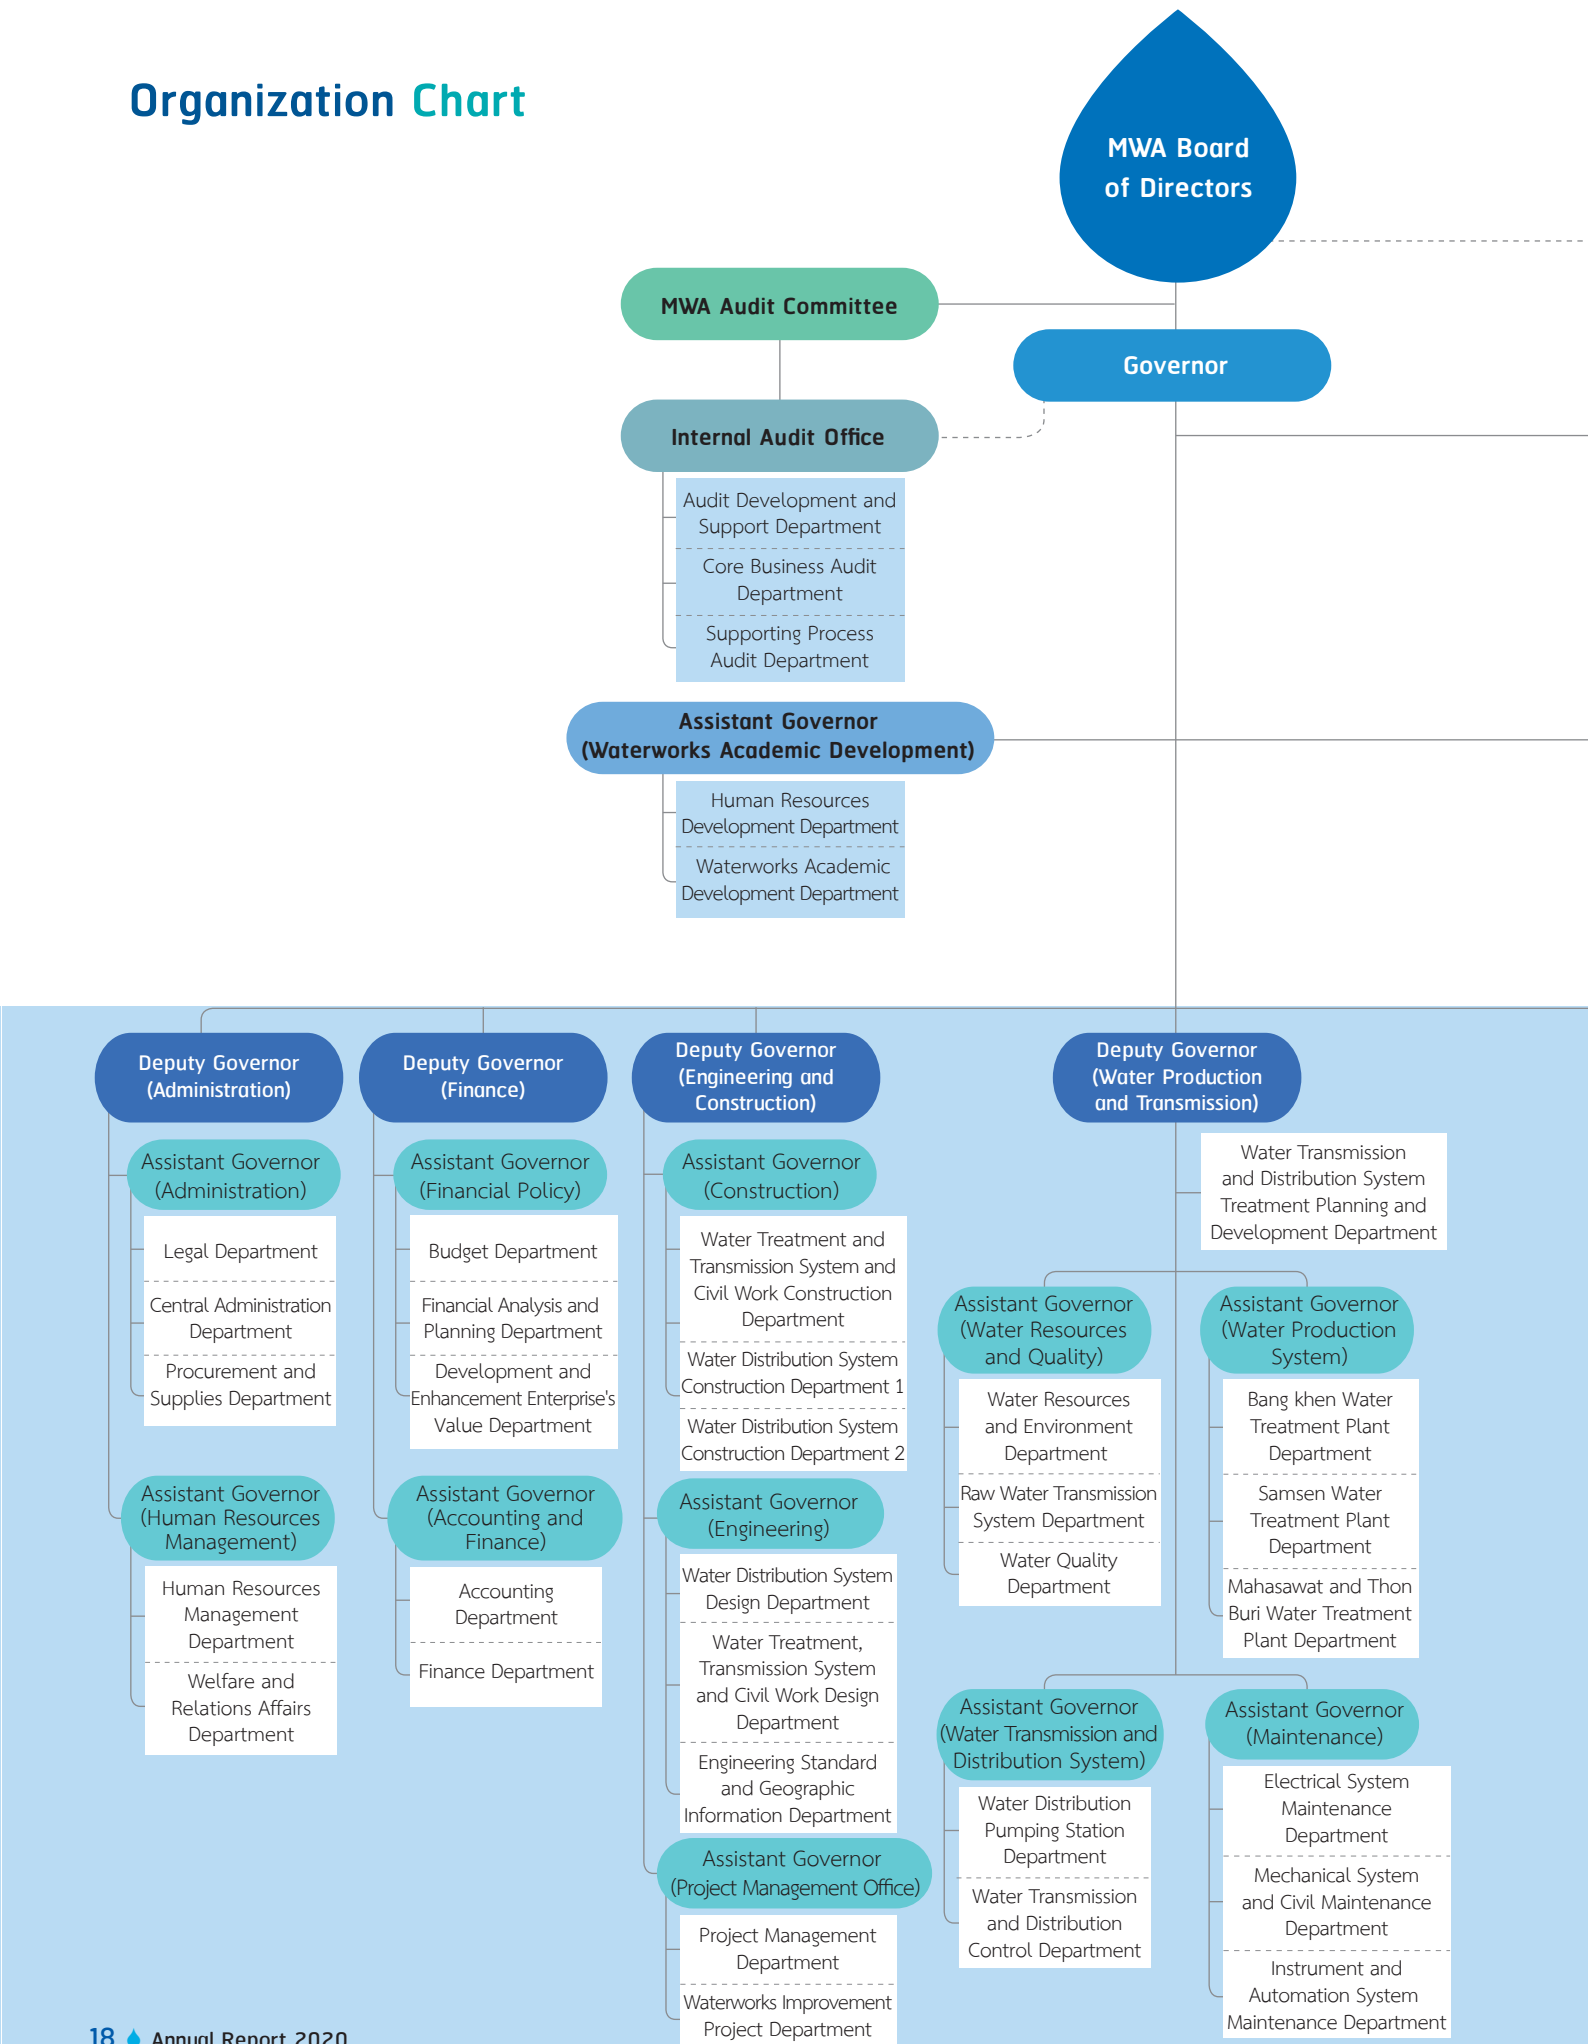 Organization Chart
MWA Board
of Directors
MWA Audit Committee
Governor
Internal Audit Office
Audit Development and
Support Department
Core Business Audit
Department
Supporting Process
Audit Department
Assistant Governor
(Waterworks Academic Development)
Human Resources
Development Department
Waterworks Academic
Development Department
Deputy Governor
(Administration)
Assistant Governor
(Administration)
Legal Department
Central Administration
Department
Procurement and
Supplies Department
Assistant Governor
(Human Resources
Management)
Human Resources
Management
Department
Welfare and
Relations Affairs
Department
Deputy Governor
(Finance)
Assistant Governor
(Financial Policy)
Budget Department
Financial Analysis and
Planning Department
Development and
Enhancement Enterprise's
Value Department
Assistant Governor
(Accounting and
Finance)
Accounting
Department
Finance Department
Deputy Governor
(Engineering and
Construction)
Assistant Governor
(Construction)
Water Treatment and
Transmission System and
Civil Work Construction
Department
Water Distribution System
Construction Department 1
Water Distribution System
Construction Department 2
Assistant Governor
(Engineering)
Water Distribution System
Design Department
Water Treatment,
Transmission System
and Civil Work Design
Department
Engineering Standard
and Geographic
Information Department
Assistant Governor
(Project Management Office)
Project Management
Department
Waterworks Improvement
Project Department
Deputy Governor
(Water Production
and Transmission)
Water Transmission
and Distribution System
Treatment Planning and
Development Department
Assistant Governor
(Water Resources
and Quality)
Water Resources
and Environment
Department
Raw Water Transmission
System Department
Water Quality
Department
Assistant Governor
(Water Production
System)
Bang khen Water
Treatment Plant
Department
Samsen Water
Treatment Plant
Department
Mahasawat and Thon
Buri Water Treatment
Plant Department
Assistant Governor
(Water Transmission and
Distribution System)
Water Distribution
Pumping Station
Department
Water Transmission
and Distribution
Control Department
Assistant Governor
(Maintenance)
Electrical System
Maintenance
Department
Mechanical System
and Civil Maintenance
Department
Instrument and
Automation System
Maintenance Department
18 Annual Report 2020